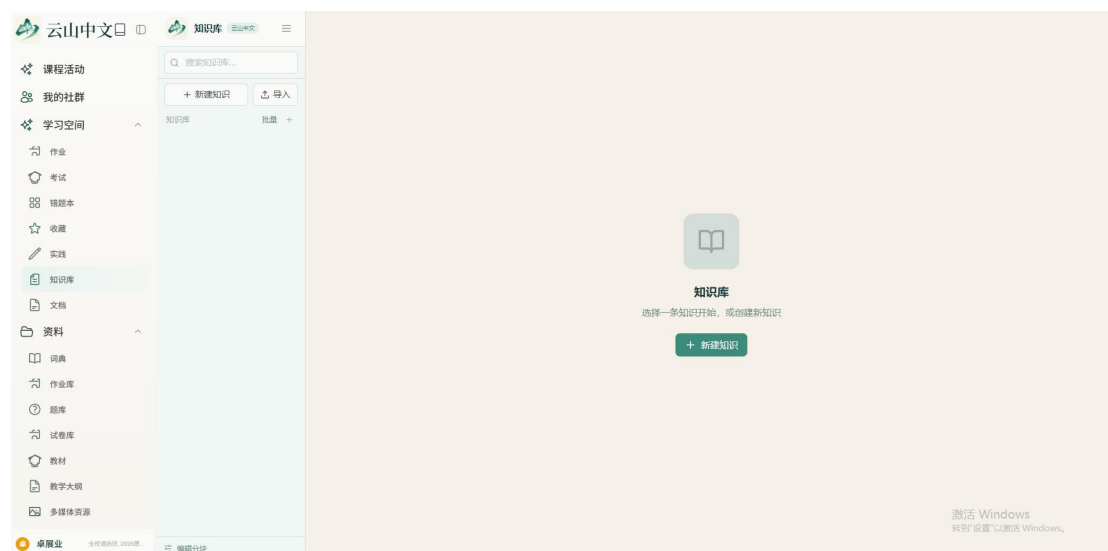 云山中文
课程活动
我的社群
学习空间
作业
考试
错题本
收藏
实践
知识库
文档
资料
词典
作业库
题库
试卷库
教材
教学大纲
多媒体资源
卓展业
知识库 云山中文
搜索知识库...
+ 新建知识 导入
知识库 批量 +
编辑分块
知识库
选择一条知识开始，或创建新知识
+ 新建知识
激活 Windows
转到"设置"以激活 Windows。